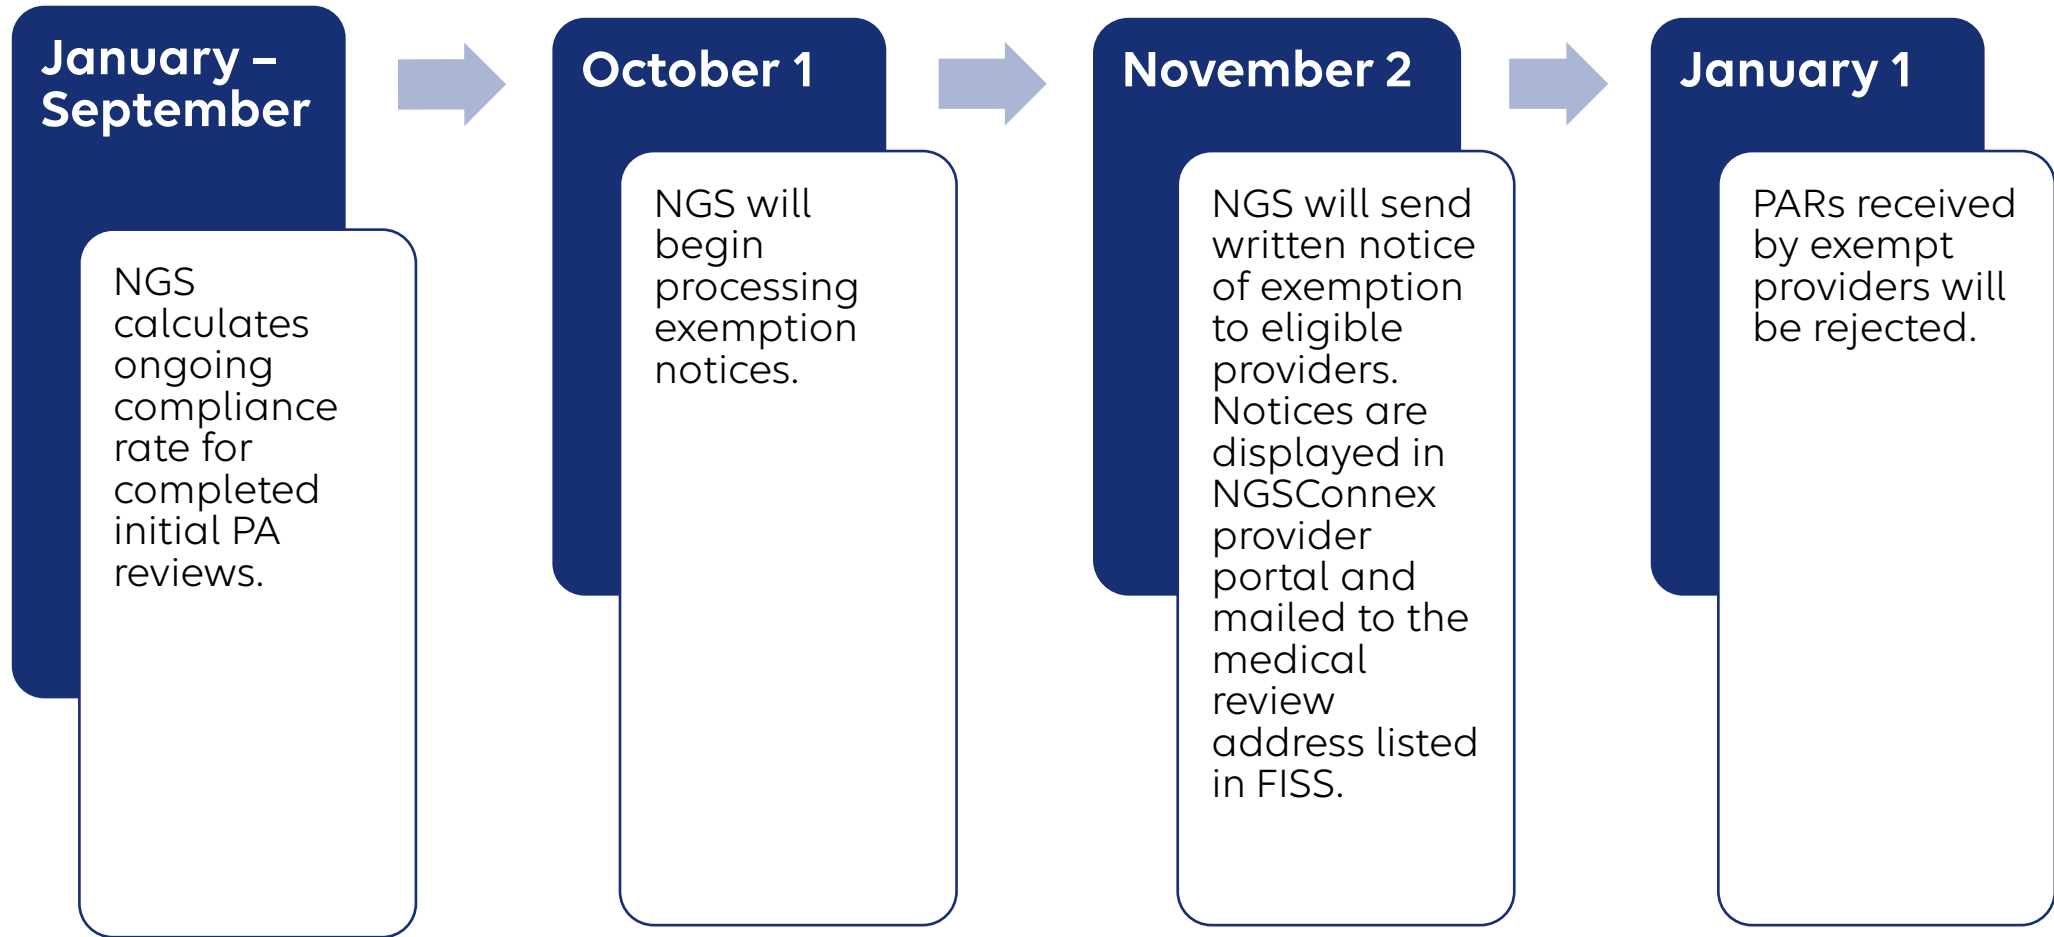 January –
September
NGS
calculates
ongoing
compliance
rate for
completed
initial PA
reviews.
October 1
NGS will
begin
processing
exemption
notices.
November 2
NGS will send
written notice
of exemption
to eligible
providers.
Notices are
displayed in
NGSConnex
provider
portal and
mailed to the
medical
review
address listed
in FISS.
January 1
PARs received
by exempt
providers will
be rejected.